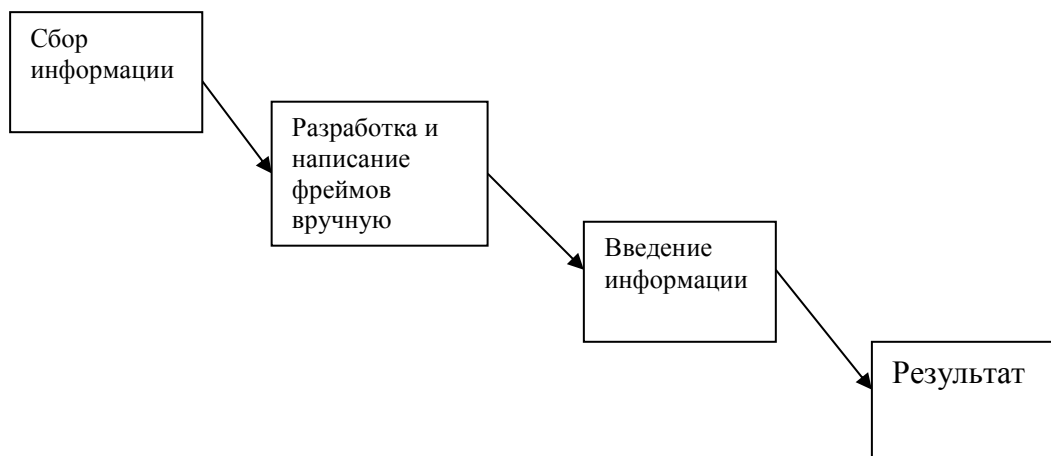 Сбор
информации
Разработка и
написание
фреймов
вручную
Введение
информации
Результат